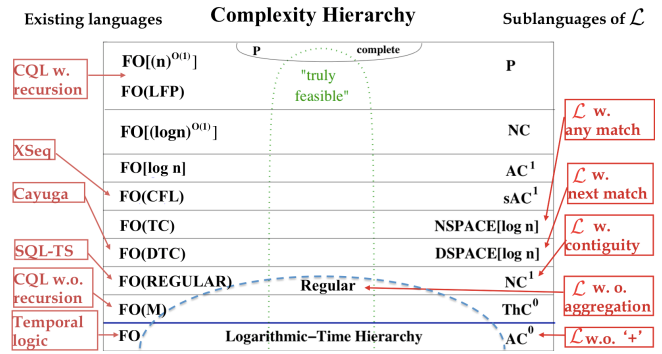 Existing languages
Complexity Hierarchy
Sublanguages of ℒ
CQL w.
recursion
FO[(n)^O(1)]
FO(LFP)
P
complete
"truly
feasible"
P
FO[(logn)^O(1)]
NC
ℒ w.
any match
XSeq
FO[log n]
AC^1
Cayuga
FO(CFL)
sAC^1
ℒ w.
next match
FO(TC)
NSPACE[log n]
ℒ w.
contiguity
SQL-TS
FO(DTC)
DSPACE[log n]
CQL w.o.
recursion
FO(REGULAR)
Regular
NC^1
ℒ w. o.
aggregation
FO(M)
ThC^0
Temporal
logic
FO
Logarithmic–Time Hierarchy
AC^0
ℒ w.o. '+'